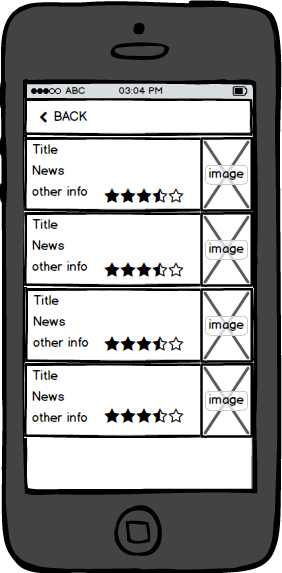 ABC 03:04 PM
BACK
Title
News
other info
image
Title
News
other info
image
Title
News
other info
image
Title
News
other info
image